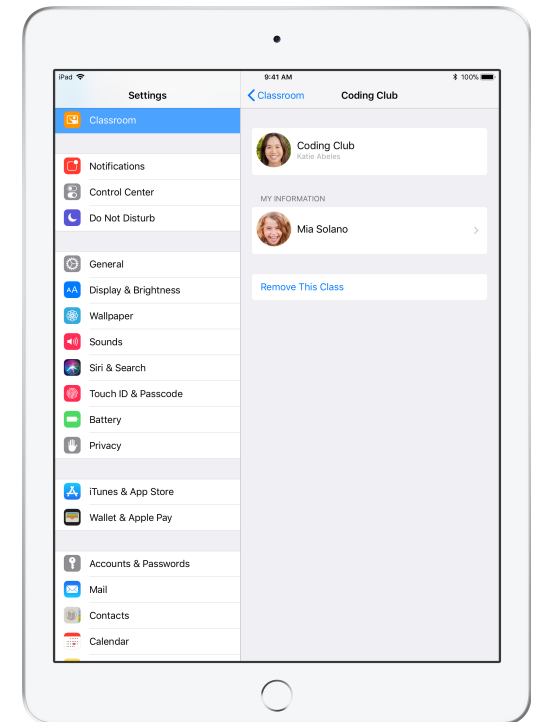 iPad 9:41 AM 100%
Settings
Classroom
Coding Club
Classroom
Notifications
Control Center
Do Not Disturb
General
AA Display & Brightness
Wallpaper
Sounds
Siri & Search
Touch ID & Passcode
Battery
Privacy
iTunes & App Store
Wallet & Apple Pay
Accounts & Passwords
Mail
Contacts
Calendar
Coding Club
Katie Abeles
MY INFORMATION
Mia Solano
Remove This Class